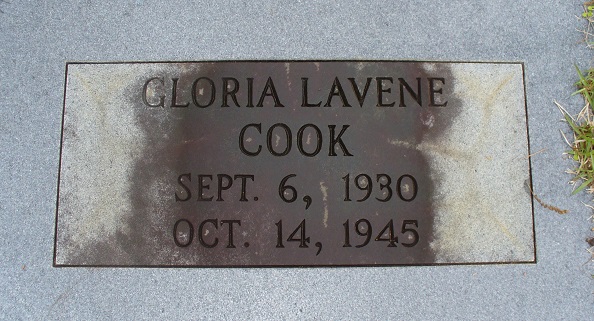 GLORIA LAVENE
COOK
SEPT. 6, 1930
OCT. 14, 1945